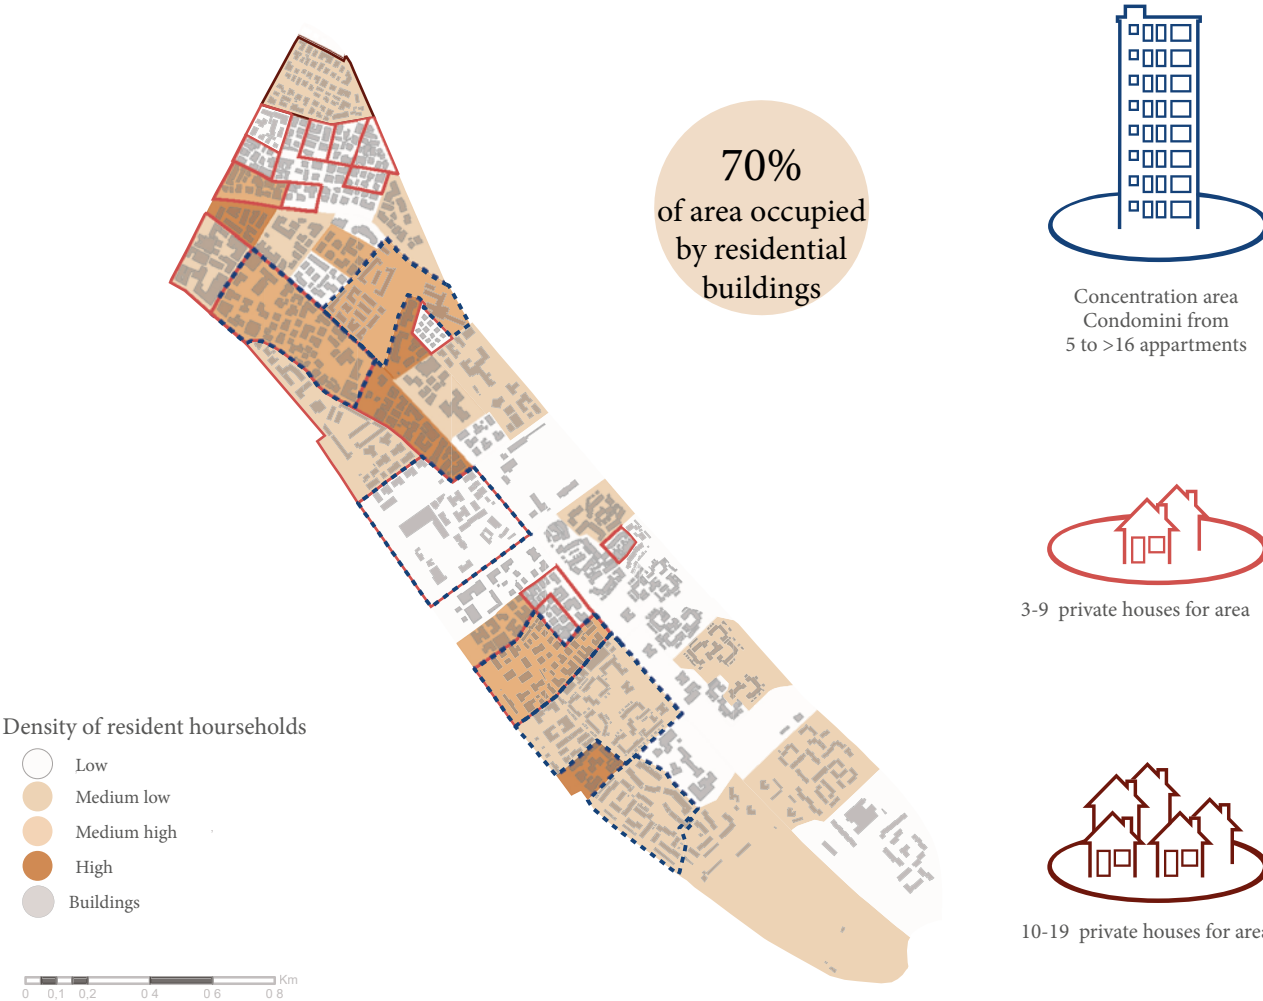 70%
of area occupied
by residential
buildings
Concentration area
Condomini from
5 to >16 appartments
3-9 private houses for area
10-19 private houses for area
Density of resident hourseholds
Low
Medium low
Medium high
High
Buildings
Km
0 0,1 0,2 0 4 0 6 0 8